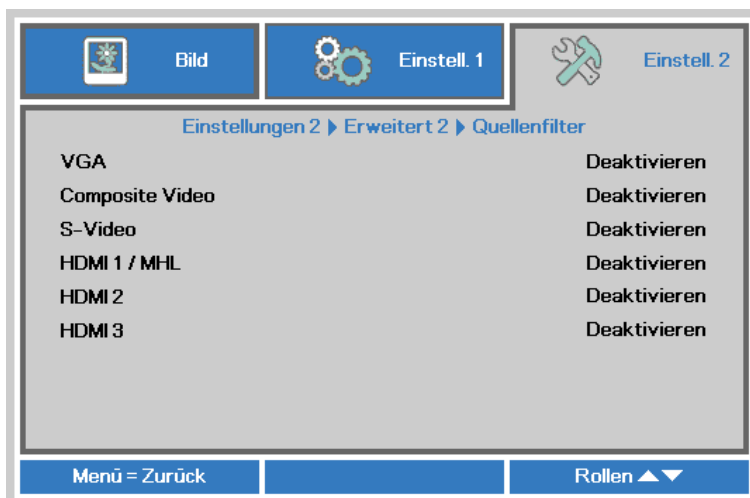 Bild Einstell. 1 Einstell. 2
Einstellungen 2 ▶ Erweitert 2 ▶ Quellenfilter
VGA Deaktivieren
Composite Video Deaktivieren
S-Video Deaktivieren
HDMI 1 / MHL Deaktivieren
HDMI 2 Deaktivieren
HDMI 3 Deaktivieren
Menü = Zurück Rollen ▲▼